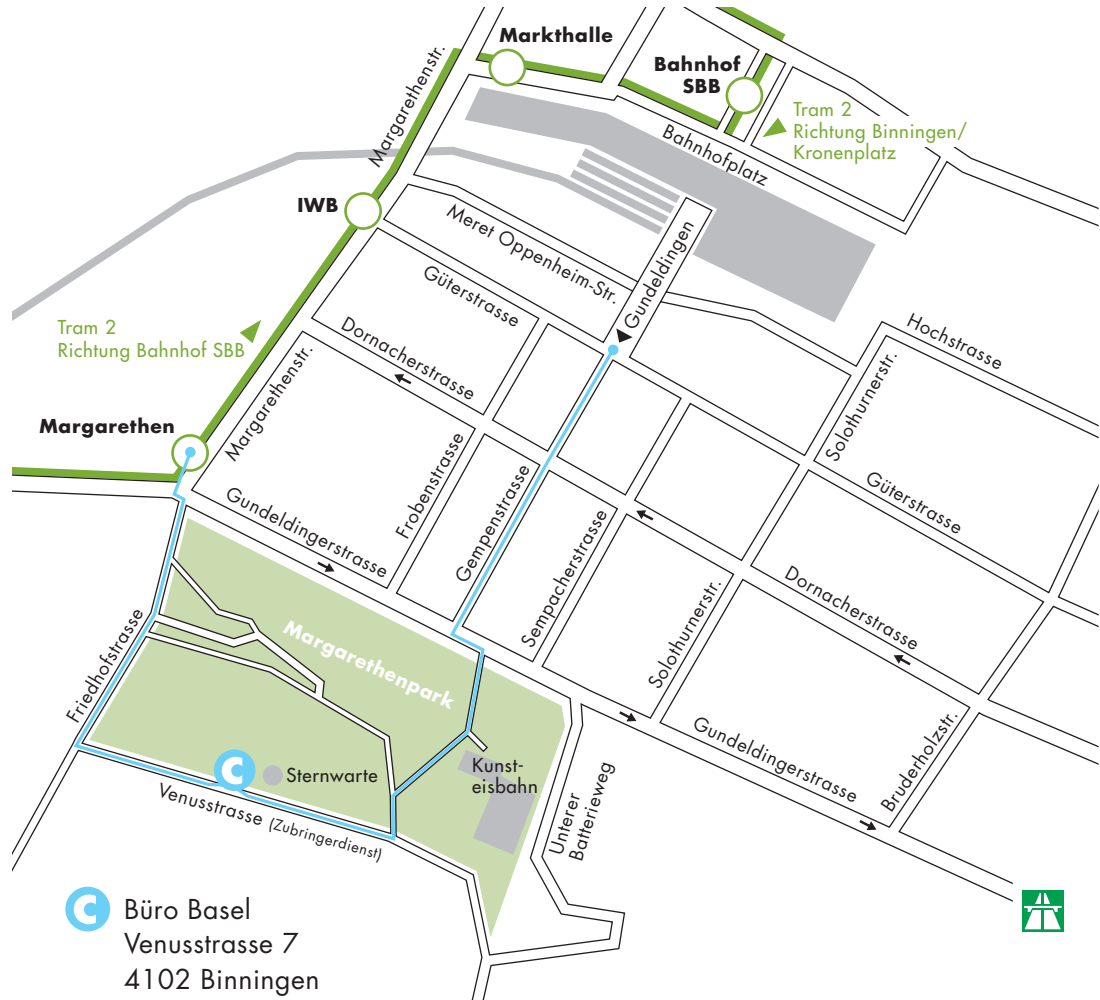 Markthalle
Margarethenstr.
Bahnhof
SBB
Tram 2
Richtung Binningen/
Kronenplatz
Bahnhofplatz
IWB
Meret Oppenheim-Str.
Gundeldingen
Güterstrasse
Tram 2
Richtung Bahnhof SBB
Dornacherstrasse
Hochstrasse
Margarethenstr.
Solothurnerstr.
Margarethen
Frobenstrasse
Güterstrasse
Gundeldingerstrasse
Gempenstrasse
Sempacherstrasse
Dornacherstrasse
Solothurnerstr.
Margarethenpark
Friedhofstrasse
Gundeldingerstrasse
Bruderholzstr.
Kunst-
eisbahn
C
Sternwarte
Venusstrasse (Zubringerdienst)
Unterer
Batterieweg
C
Büro Basel
Venusstrasse 7
4102 Binningen